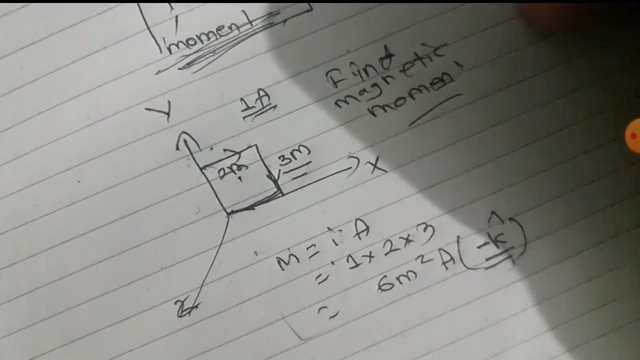 moment
Y
1A
Find
magnetic
moment
2m
3m
X
Z
M = i A
= 1×2×3
= 6m² A(-k̂)